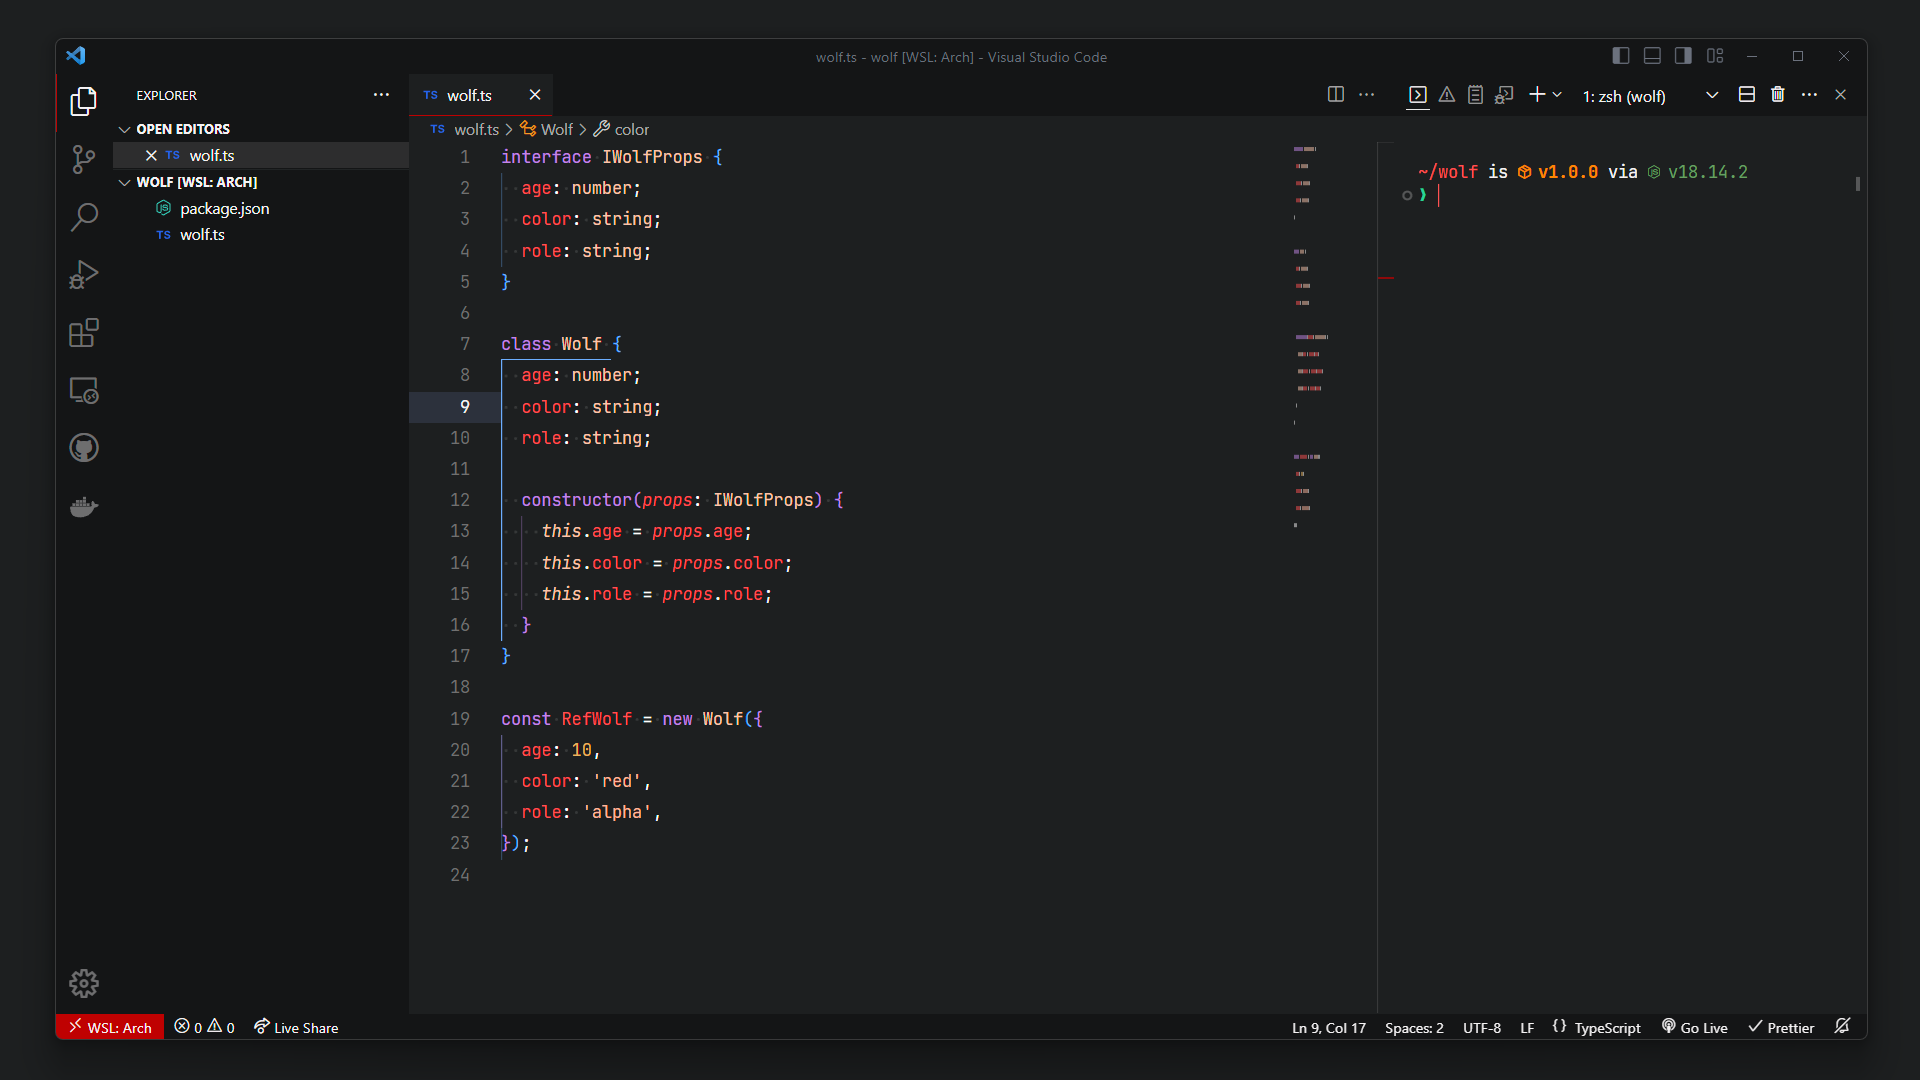 wolf.ts - wolf [WSL: Arch] - Visual Studio Code
EXPLORER
OPEN EDITORS
TS wolf.ts
WOLF [WSL: ARCH]
package.json
TS wolf.ts
TS wolf.ts
1: zsh (wolf)
TS wolf.ts > Wolf > color
1 interface IWolfProps {
2 age: number;
3 color: string;
4 role: string;
5 }
6
7 class Wolf {
8 age: number;
9 color: string;
10 role: string;
11
12 constructor(props: IWolfProps) {
13 this.age = props.age;
14 this.color = props.color;
15 this.role = props.role;
16 }
17 }
18
19 const RefWolf = new Wolf({
20 age: 10,
21 color: 'red',
22 role: 'alpha',
23 });
24
~/wolf is v1.0.0 via v18.14.2
❯
WSL: Arch 0 0 Live Share
Ln 9, Col 17 Spaces: 2 UTF-8 LF {} TypeScript Go Live Prettier